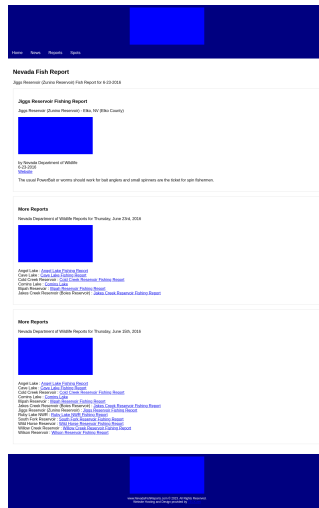 Home News Reports Spots
Nevada Fish Report
Jiggs Reservoir (Zunino Reservoir) Fish Report for 6-23-2016
Jiggs Reservoir Fishing Report
Jiggs Reservoir (Zunino Reservoir) - Elko, NV (Elko County)
by Nevada Department of Wildlife
6-23-2016
Website
The usual PowerBait or worms should work for bait anglers and small spinners are the ticket for spin fishermen.
More Reports
Nevada Department of Wildlife Reports for Thursday, June 23rd, 2016
Angel Lake : Angel Lake Fishing Report
Cave Lake : Cave Lake Fishing Report
Cold Creek Reservoir : Cold Creek Reservoir Fishing Report
Comins Lake : Comins Lake
Illipah Reservoir : Illipah Reservoir Fishing Report
Jakes Creek Reservoir (Boies Reservoir) : Jakes Creek Reservoir Fishing Report
More Reports
Nevada Department of Wildlife Reports for Thursday, June 15th, 2016
Angel Lake : Angel Lake Fishing Report
Cave Lake : Cave Lake Fishing Report
Cold Creek Reservoir : Cold Creek Reservoir Fishing Report
Comins Lake : Comins Lake
Illipah Reservoir : Illipah Reservoir Fishing Report
Jakes Creek Reservoir (Boies Reservoir) : Jakes Creek Reservoir Fishing Report
Jiggs Reservoir (Zunino Reservoir) : Jiggs Reservoir Fishing Report
Ruby Lake NWR : Ruby Lake NWR Fishing Report
South Fork Reservoir : South Fork Reservoir Fishing Report
Wild Horse Reservoir : Wild Horse Reservoir Fishing Report
Willow Creek Reservoir : Willow Creek Reservoir Fishing Report
Wilson Reservoir : Wilson Reservoir Fishing Report
All Rights Reserved.
Website Hosting and Design provided by